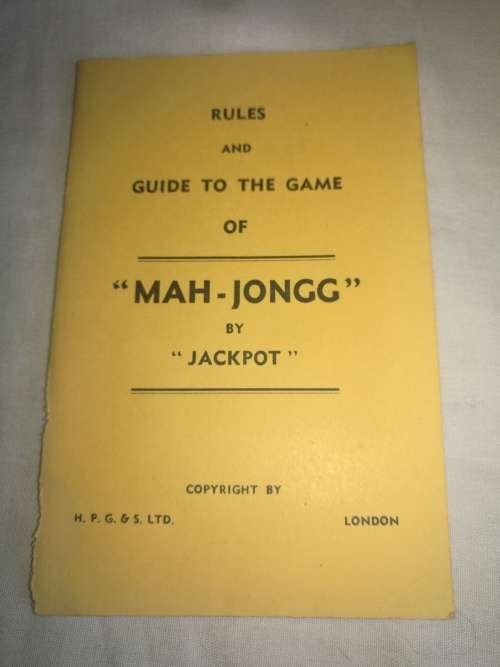 RULES
AND
GUIDE TO THE GAME
OF
“MAH-JONGG”
BY
“JACKPOT”
COPYRIGHT BY
H. P. G. & S. LTD. LONDON